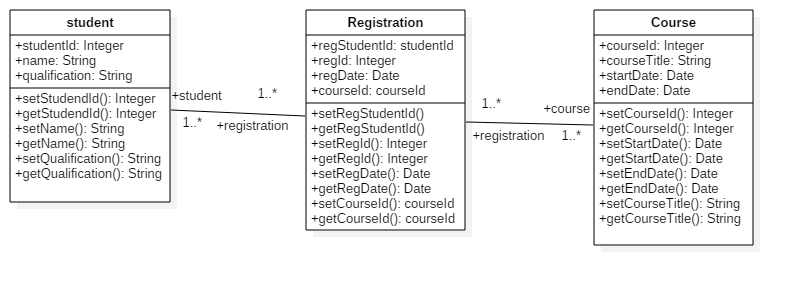 student
+studentId: Integer
+name: String
+qualification: String
+setStudendId(): Integer
+getStudendId(): Integer
+setName(): String
+getName(): String
+setQualification(): String
+getQualification(): String
+student
1..*
1..*
+registration
Registration
+regStudentId: studentId
+regId: Integer
+regDate: Date
+courseId: courseId
+setRegStudentId()
+getRegStudentId()
+setRegId(): Integer
+getRegId(): Integer
+setRegDate(): Date
+getRegDate(): Date
+setCourseId(): courseId
+getCourseId(): courseId
1..*
+course
+registration
1..*
Course
+courseId: Integer
+courseTitle: String
+startDate: Date
+endDate: Date
+setCourseId(): Integer
+getCourseId(): Integer
+setStartDate(): Date
+getStartDate(): Date
+setEndDate(): Date
+getEndDate(): Date
+setCourseTitle(): String
+getCourseTitle(): String